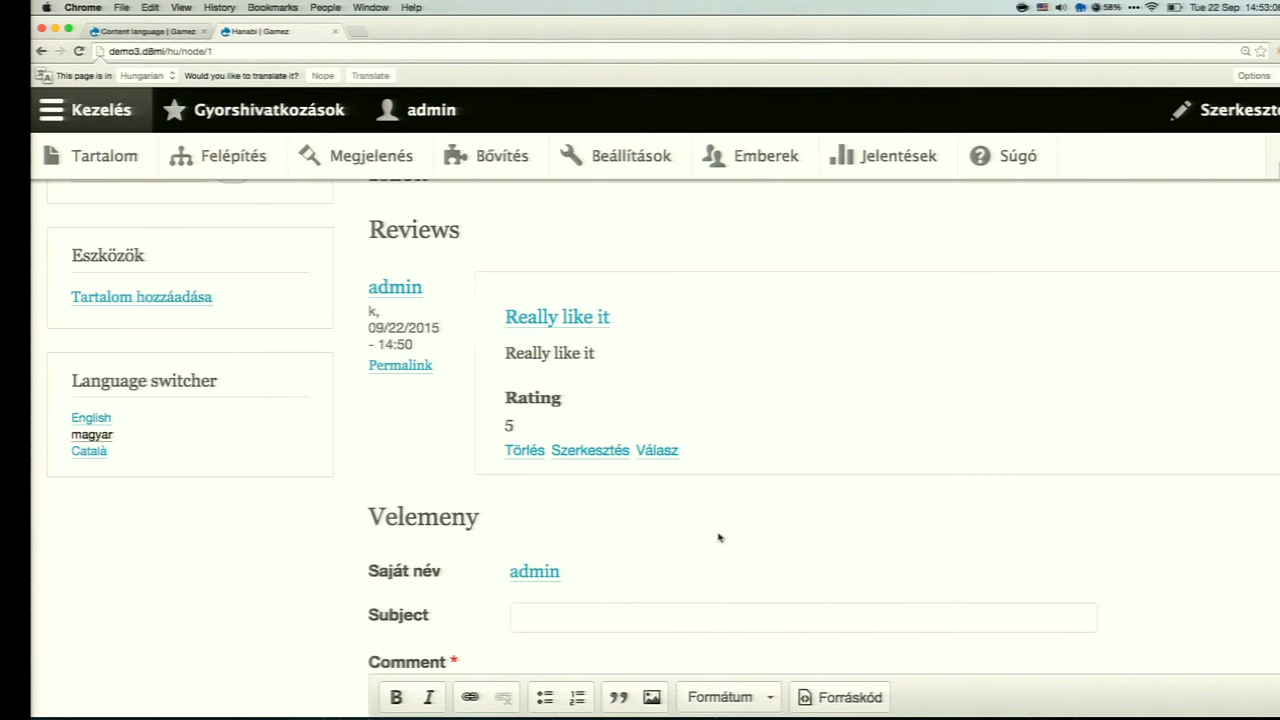 Chrome File Edit View History Bookmarks People Window Help 58% Tue 22 Sep 14:53:06
Content language | Gamez Hanabi | Gamez
demo3.d8mi/hu/node/1
This page is in Hungarian Would you like to translate it? Nope Translate Options
Kezelés Gyorshivatkozások admin Szerkeszté
Tartalom Felépítés Megjelenés Bővítés Beállítások Emberek Jelentések Súgó
Reviews
Eszközök
Tartalom hozzáadása
admin
k,
09/22/2015
- 14:50
Permalink
Really like it
Really like it
Rating
5
Törlés Szerkesztés Válasz
Language switcher
English
magyar
Català
Velemeny
Saját név admin
Subject
Comment *
B I Formátum Forráskód